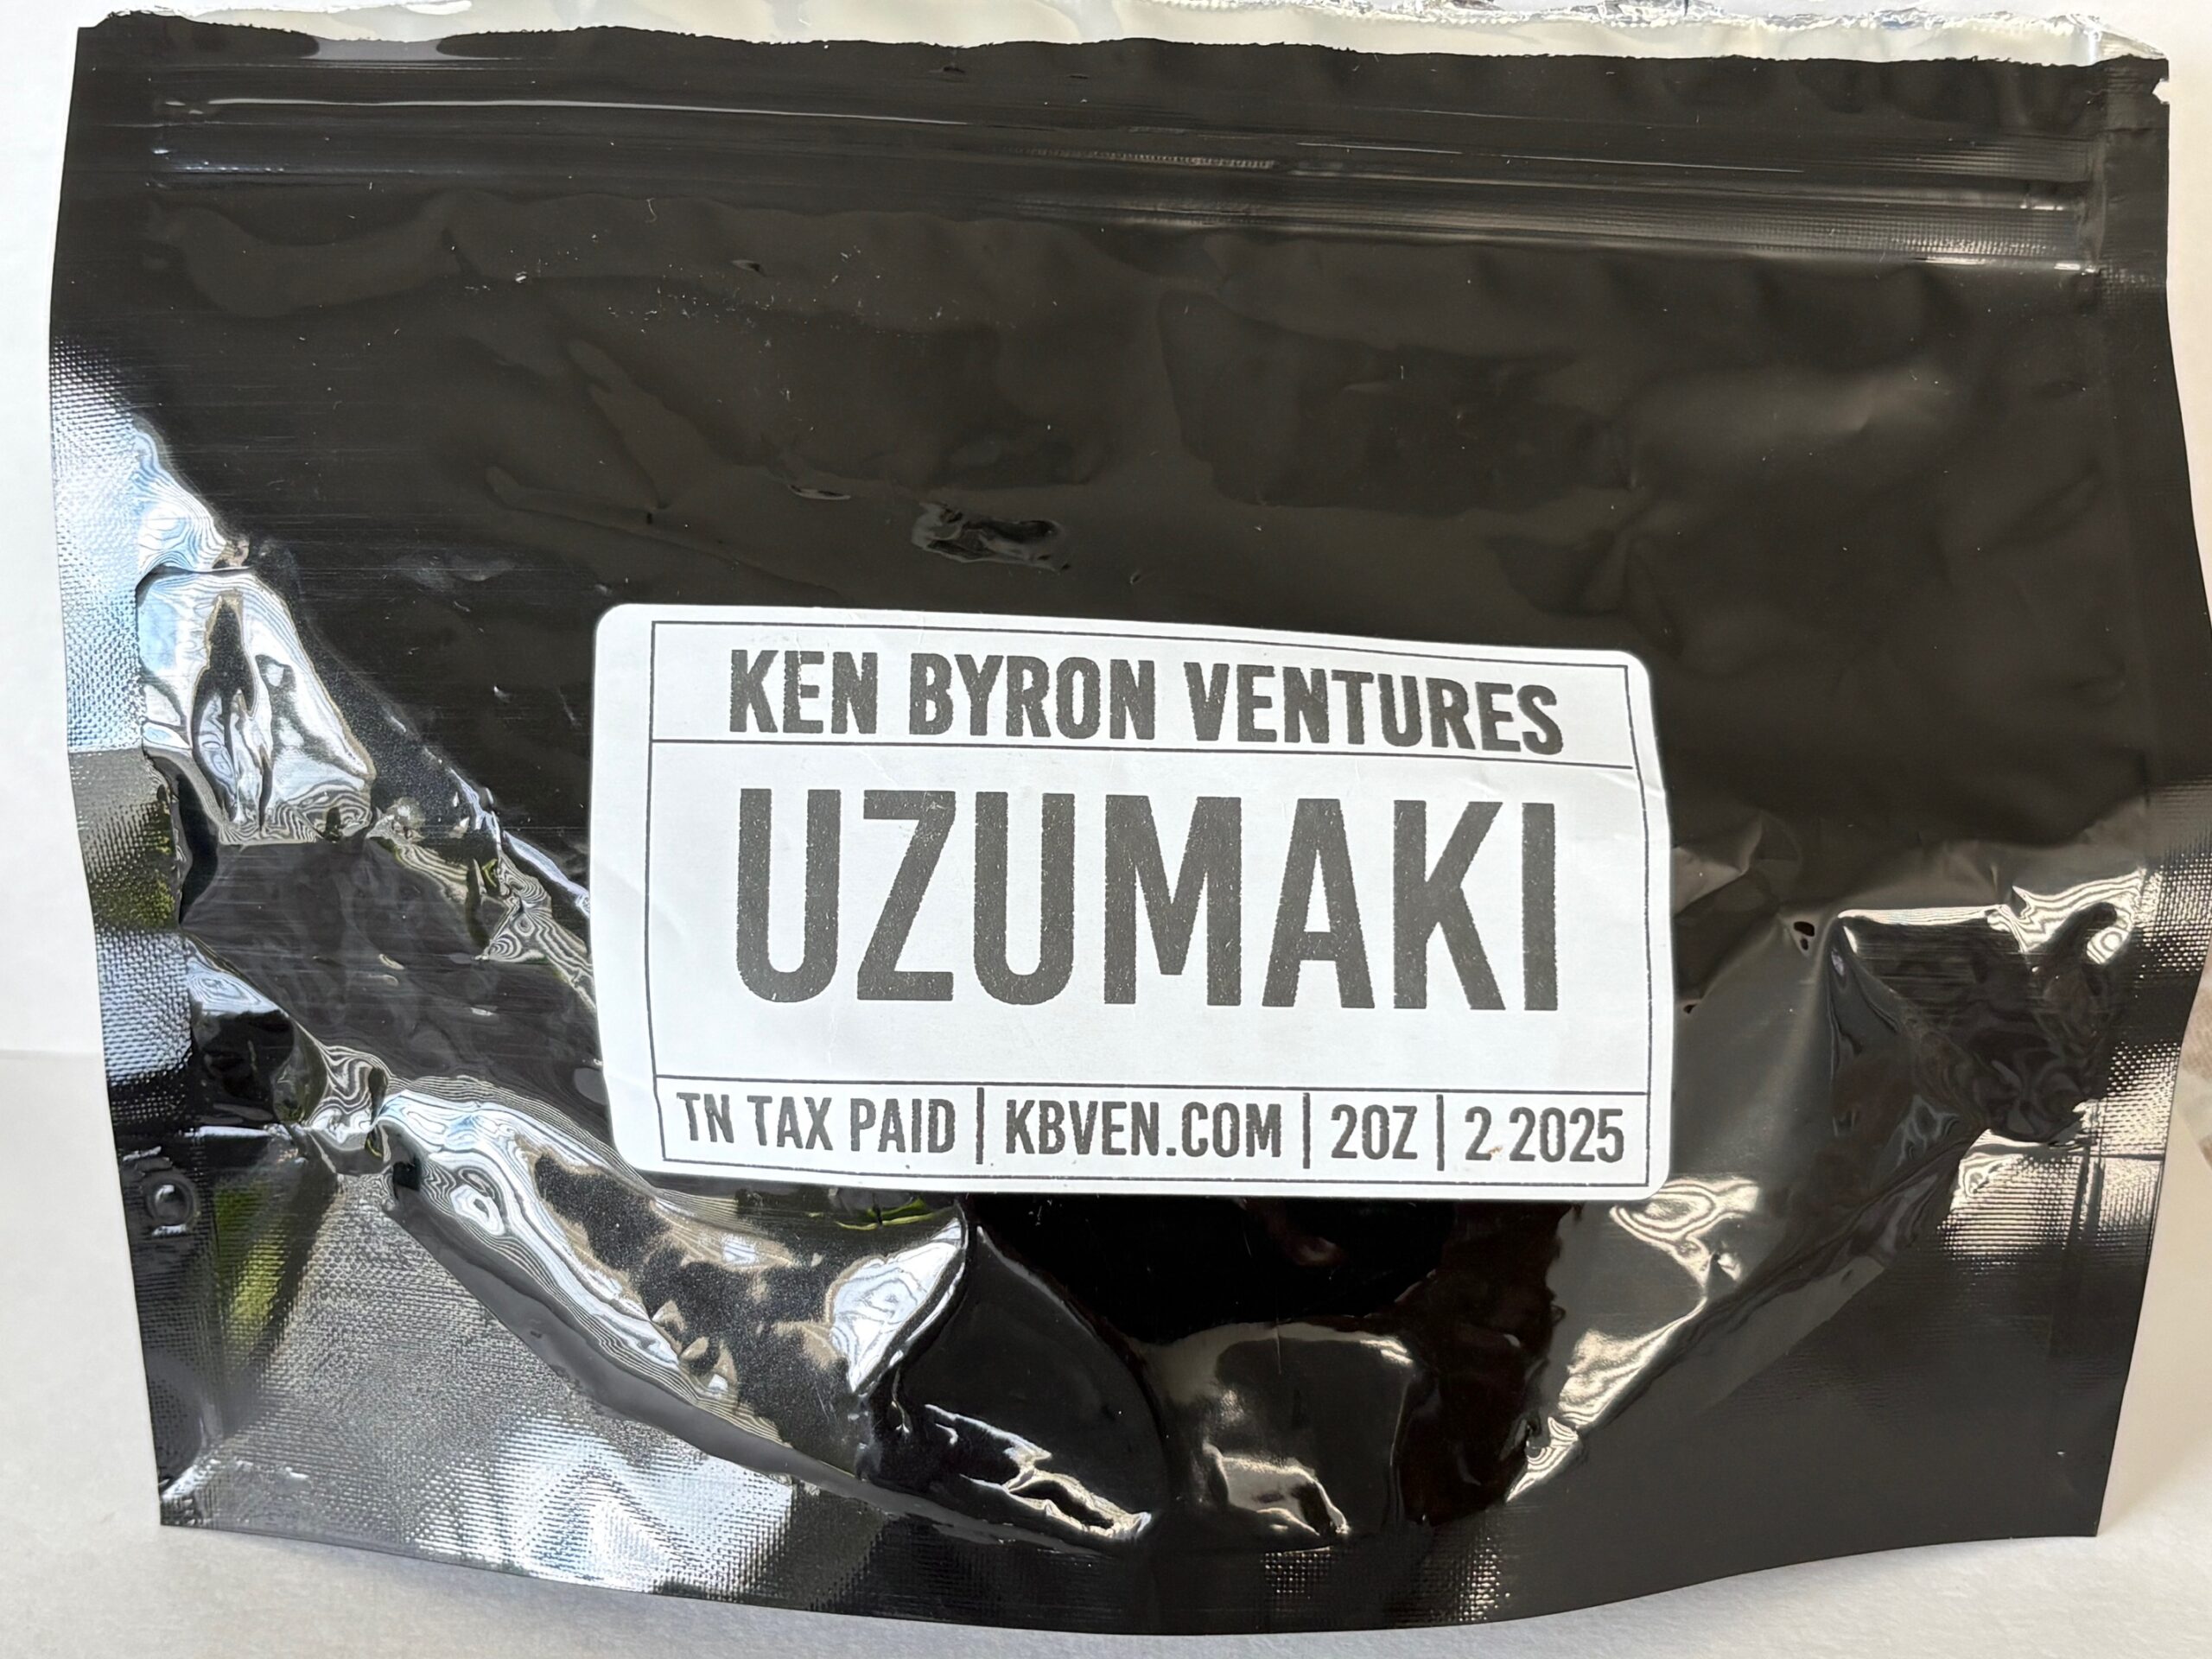 KEN BYRON VENTURES
UZUMAKI
TN TAX PAID | KBVEN.COM | 2OZ | 2.2025